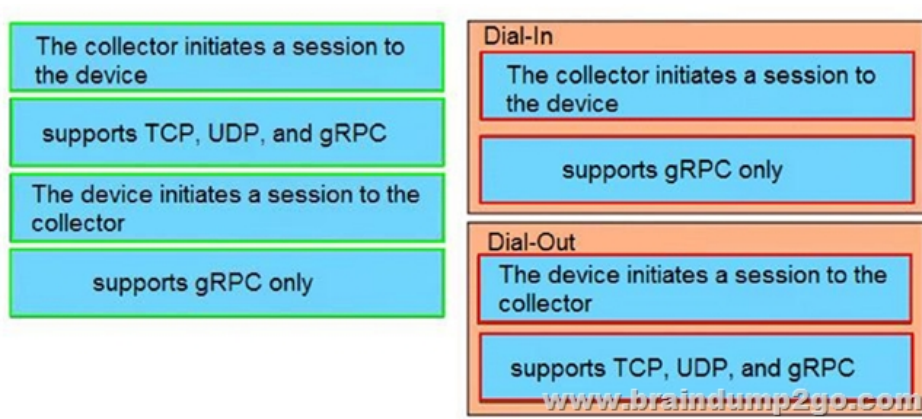 The collector initiates a session to
the device
supports TCP, UDP, and gRPC
The device initiates a session to the
collector
supports gRPC only
Dial-In
The collector initiates a session to
the device
supports gRPC only
Dial-Out
The device initiates a session to the
collector
supports TCP, UDP, and gRPC
www.braindump2go.com